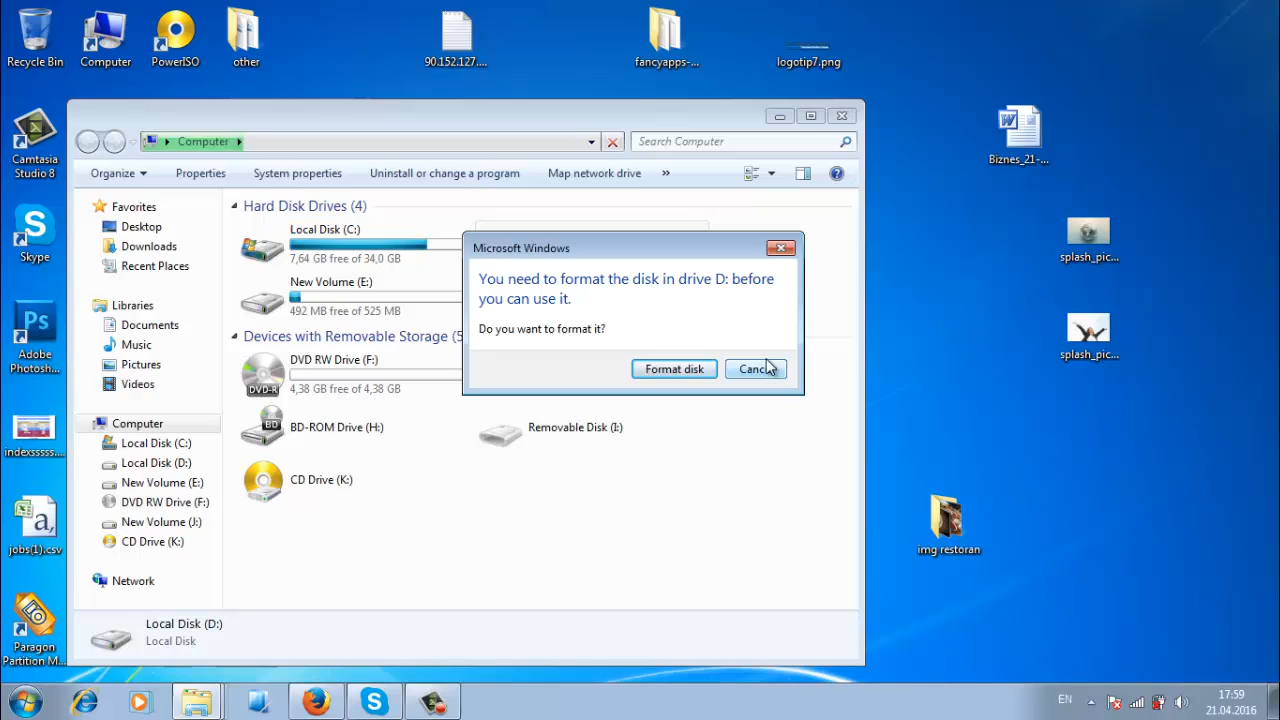 Recycle Bin
Computer
PowerISO
other
90.152.127....
fancyapps-...
logotip7.png
Camtasia
Studio 8
Skype
Adobe
Photosh...
indexsssss....
jobs(1).csv
Paragon
Partition M...
Biznes_21-...
splash_pic...
splash_pic...
img restoran
Computer
Search Computer
Organize
Properties
System properties
Uninstall or change a program
Map network drive
»
Favorites
Desktop
Downloads
Recent Places
Libraries
Documents
Music
Pictures
Videos
Computer
Local Disk (C:)
Local Disk (D:)
New Volume (E:)
DVD RW Drive (F:)
New Volume (J:)
CD Drive (K:)
Network
Hard Disk Drives (4)
Local Disk (C:)
7,64 GB free of 34,0 GB
New Volume (E:)
492 MB free of 525 MB
Devices with Removable Storage (5
DVD RW Drive (F:)
4,38 GB free of 4,38 GB
BD-ROM Drive (H:)
Removable Disk (I:)
CD Drive (K:)
Microsoft Windows
You need to format the disk in drive D: before
you can use it.
Do you want to format it?
Format disk
Cancel
Local Disk (D:)
Local Disk
EN
17:59
21.04.2016